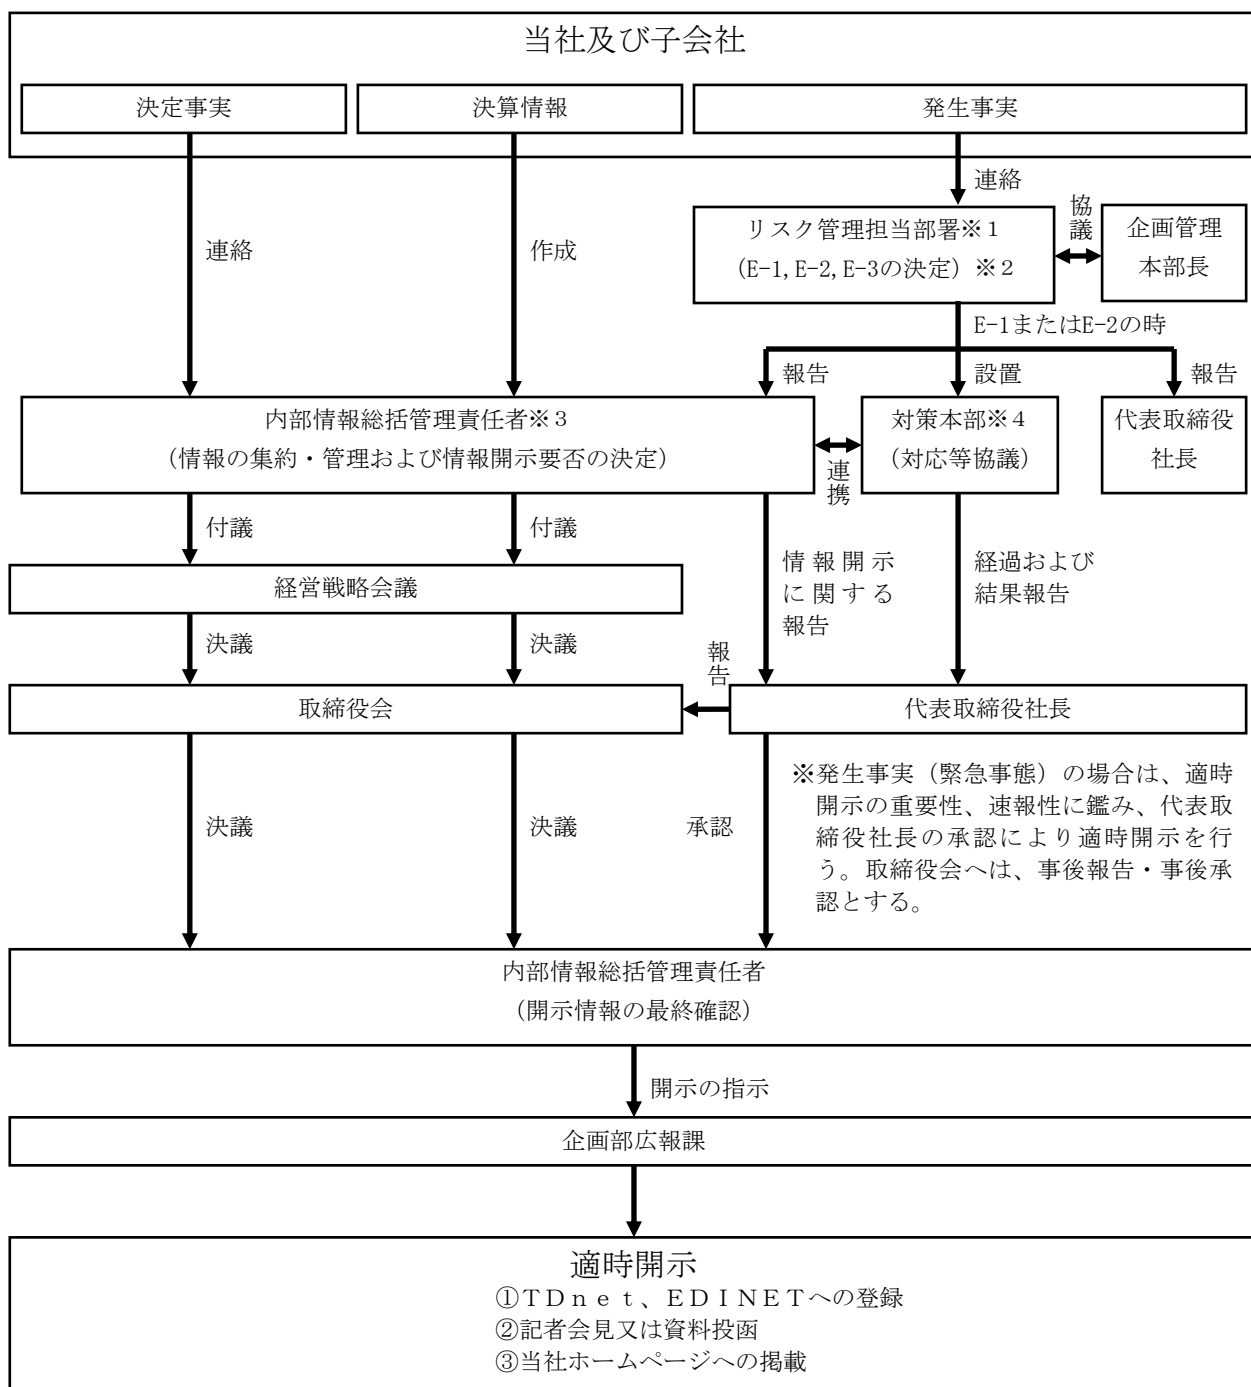 当社及び子会社
決定事実
決算情報
発生事実
連絡
連絡
作成
リスク管理担当部署※１
(E-1,E-2,E-3の決定）※２
協議
企画管理
本部長
E-1またはE-2の時
報告
設置
報告
内部情報総括管理責任者※３
（情報の集約・管理および情報開示要否の決定）
連携
対策本部※４
（対応等協議）
代表取締役
社長
付議
付議
情報開示
に関する
報告
経過および
結果報告
経営戦略会議
決議
決議
報告
取締役会
代表取締役社長
決議
決議
承認
※発生事実（緊急事態）の場合は、適時
開示の重要性、速報性に鑑み、代表取
締役社長の承認により適時開示を行
う。取締役会へは、事後報告・事後承
認とする。
内部情報総括管理責任者
（開示情報の最終確認）
開示の指示
企画部広報課
適時開示
①ＴＤｎｅｔ、ＥＤＩＮＥＴへの登録
②記者会見又は資料投函
③当社ホームページへの掲載